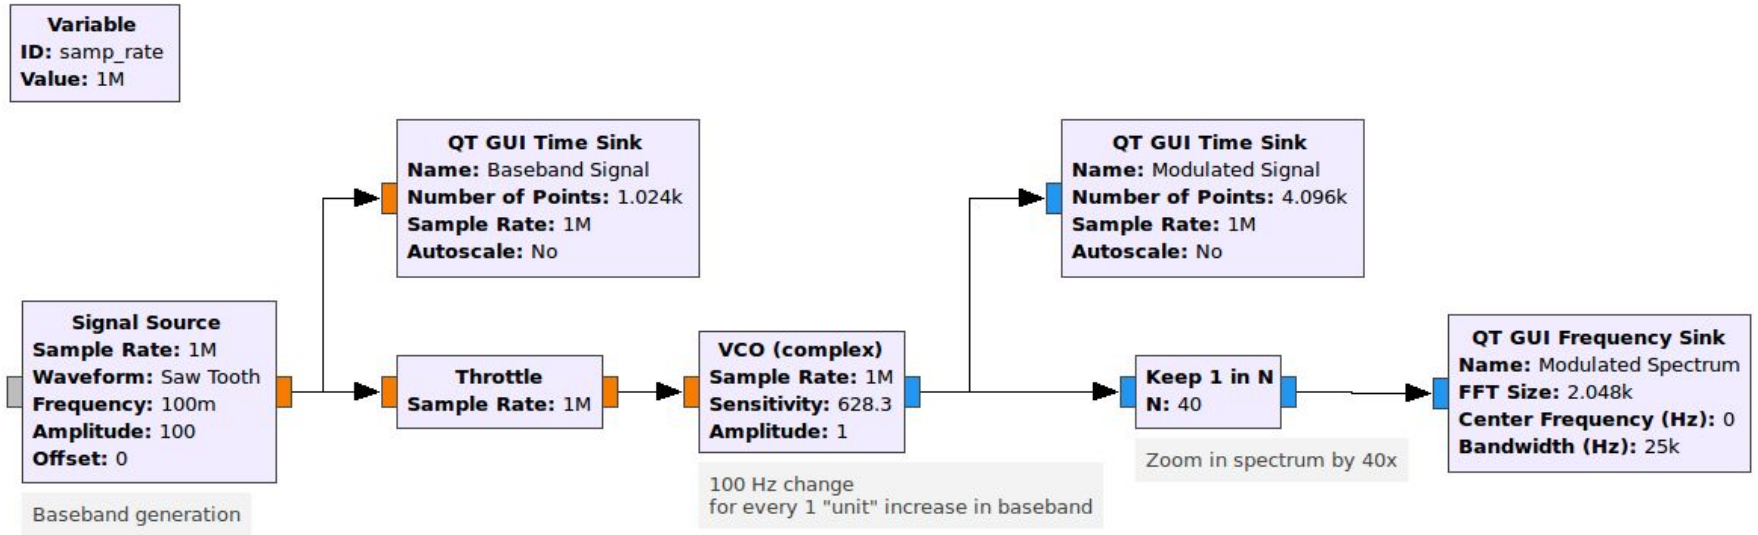 Variable
ID: samp_rate
Value: 1M
QT GUI Time Sink
Name: Baseband Signal
Number of Points: 1.024k
Sample Rate: 1M
Autoscale: No
QT GUI Time Sink
Name: Modulated Signal
Number of Points: 4.096k
Sample Rate: 1M
Autoscale: No
Signal Source
Sample Rate: 1M
Waveform: Saw Tooth
Frequency: 100m
Amplitude: 100
Offset: 0
Baseband generation
Throttle
Sample Rate: 1M
VCO (complex)
Sample Rate: 1M
Sensitivity: 628.3
Amplitude: 1
100 Hz change
for every 1 "unit" increase in baseband
Keep 1 in N
N: 40
Zoom in spectrum by 40x
QT GUI Frequency Sink
Name: Modulated Spectrum
FFT Size: 2.048k
Center Frequency (Hz): 0
Bandwidth (Hz): 25k